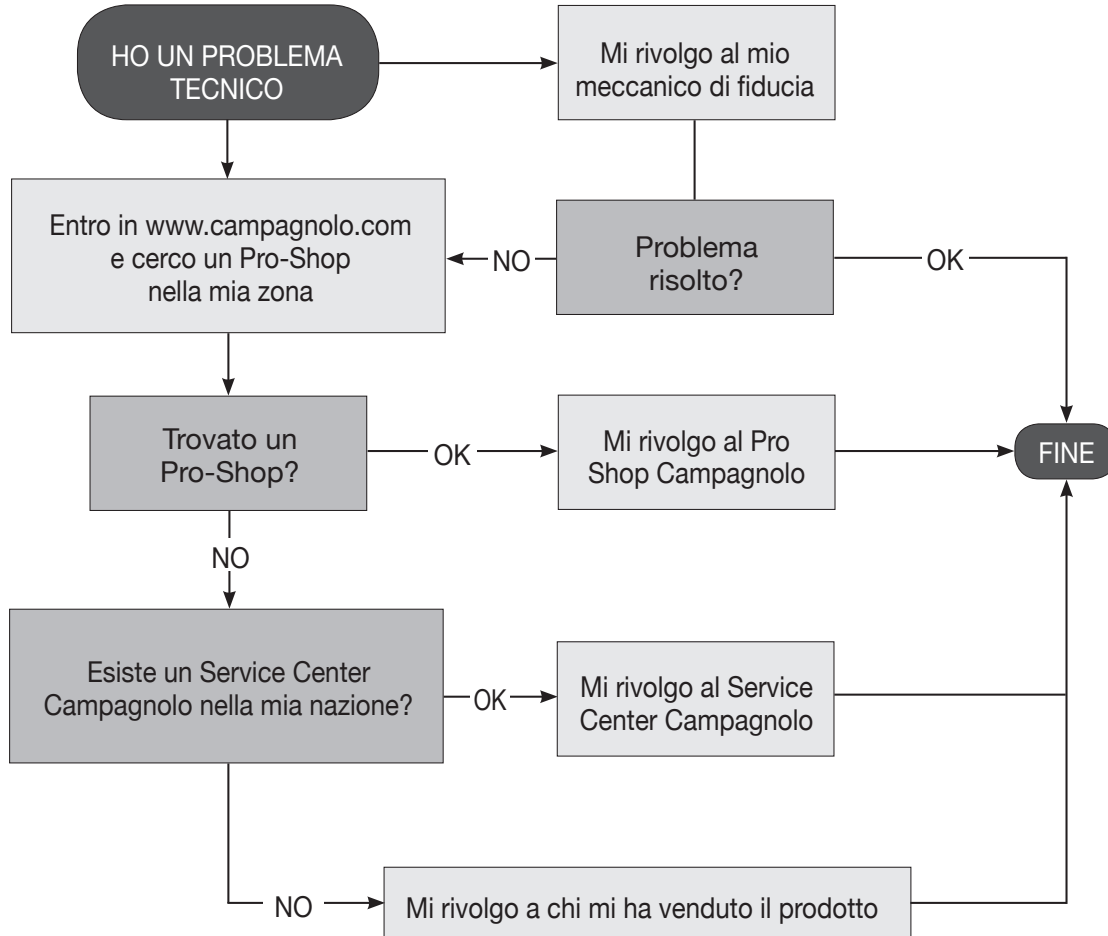 HO UN PROBLEMA
TECNICO
Mi rivolgo al mio
meccanico di fiducia
Entro in www.campagnolo.com
e cerco un Pro-Shop
nella mia zona
NO
Problema
risolto?
OK
Trovato un
Pro-Shop?
OK
Mi rivolgo al Pro
Shop Campagnolo
FINE
NO
Esiste un Service Center
Campagnolo nella mia nazione?
OK
Mi rivolgo al Service
Center Campagnolo
NO
Mi rivolgo a chi mi ha venduto il prodotto